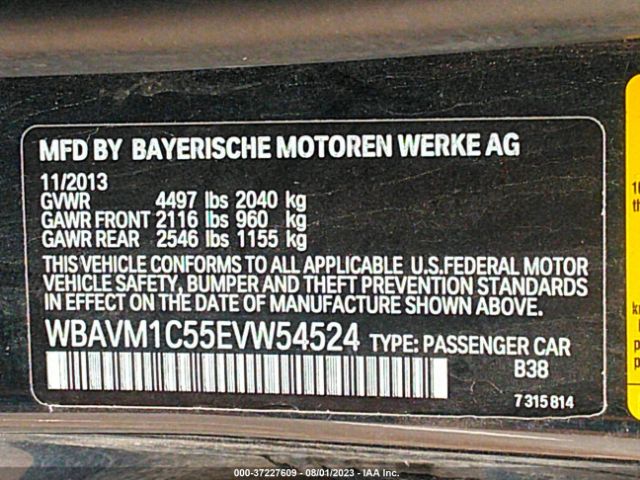 MFD BY BAYERISCHE MOTOREN WERKE AG
11/2013
GVWR 4497 lbs 2040 kg
GAWR FRONT 2116 lbs 960 kg
GAWR REAR 2546 lbs 1155 kg
THIS VEHICLE CONFORMS TO ALL APPLICABLE U.S.FEDERAL MOTOR
VEHICLE SAFETY, BUMPER AND THEFT PREVENTION STANDARDS
IN EFFECT ON THE DATE OF MANUFACTURE SHOWN ABOVE.
WBAVM1C55EVW54524 TYPE: PASSENGER CAR
B38
7 315 814
000-37227609 - 08/01/2023 - IAA Inc.